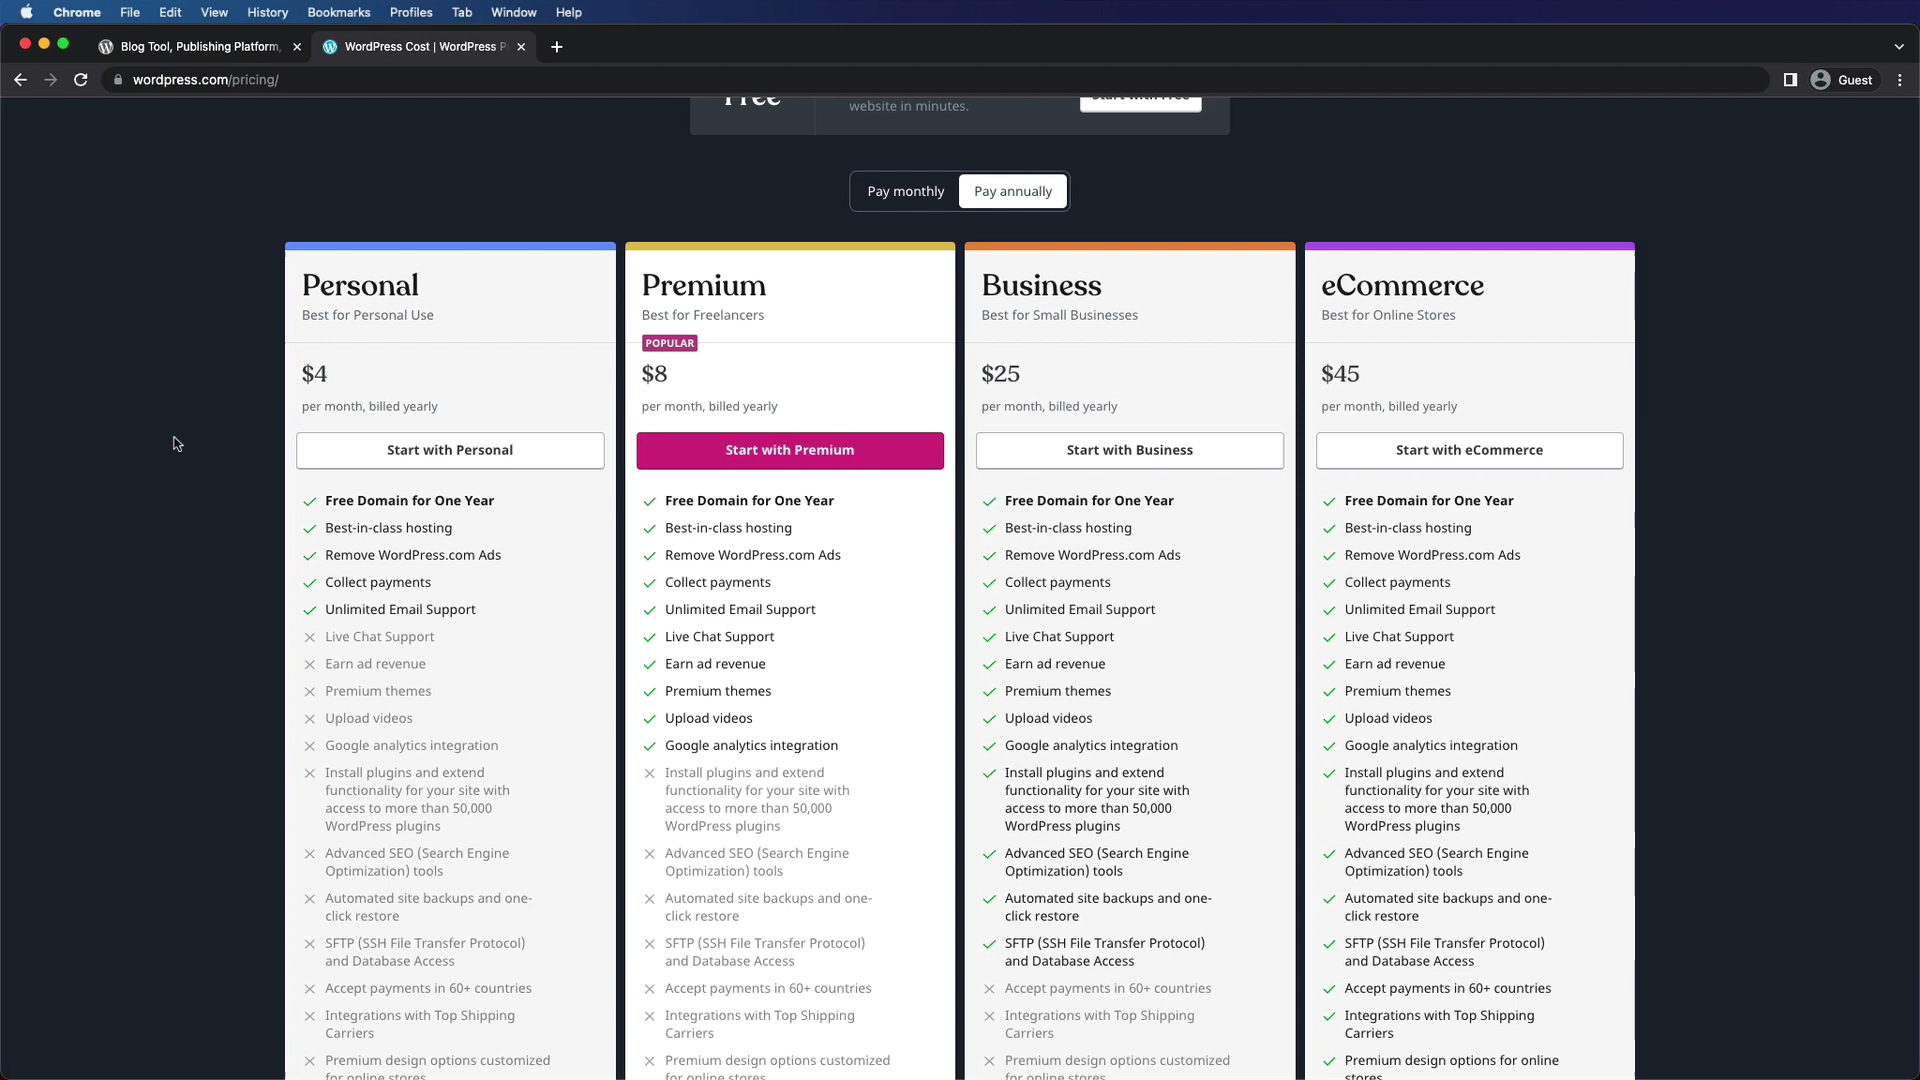 Chrome File Edit View History Bookmarks Profiles Tab Window Help
Blog Tool, Publishing Platform,
WordPress Cost | WordPress P
wordpress.com/pricing/
Guest
Free
website in minutes.
Start with Free
Pay monthly
Pay annually
Personal
Best for Personal Use
$4
per month, billed yearly
Start with Personal
Free Domain for One Year
Best-in-class hosting
Remove WordPress.com Ads
Collect payments
Unlimited Email Support
Live Chat Support
Earn ad revenue
Premium themes
Upload videos
Google analytics integration
Install plugins and extend
functionality for your site with
access to more than 50,000
WordPress plugins
Advanced SEO (Search Engine
Optimization) tools
Automated site backups and one-
click restore
SFTP (SSH File Transfer Protocol)
and Database Access
Accept payments in 60+ countries
Integrations with Top Shipping
Carriers
Premium design options customized
for online stores
Premium
Best for Freelancers
POPULAR
$8
per month, billed yearly
Start with Premium
Free Domain for One Year
Best-in-class hosting
Remove WordPress.com Ads
Collect payments
Unlimited Email Support
Live Chat Support
Earn ad revenue
Premium themes
Upload videos
Google analytics integration
Install plugins and extend
functionality for your site with
access to more than 50,000
WordPress plugins
Advanced SEO (Search Engine
Optimization) tools
Automated site backups and one-
click restore
SFTP (SSH File Transfer Protocol)
and Database Access
Accept payments in 60+ countries
Integrations with Top Shipping
Carriers
Premium design options customized
for online stores
Business
Best for Small Businesses
$25
per month, billed yearly
Start with Business
Free Domain for One Year
Best-in-class hosting
Remove WordPress.com Ads
Collect payments
Unlimited Email Support
Live Chat Support
Earn ad revenue
Premium themes
Upload videos
Google analytics integration
Install plugins and extend
functionality for your site with
access to more than 50,000
WordPress plugins
Advanced SEO (Search Engine
Optimization) tools
Automated site backups and one-
click restore
SFTP (SSH File Transfer Protocol)
and Database Access
Accept payments in 60+ countries
Integrations with Top Shipping
Carriers
Premium design options customized
for online stores
eCommerce
Best for Online Stores
$45
per month, billed yearly
Start with eCommerce
Free Domain for One Year
Best-in-class hosting
Remove WordPress.com Ads
Collect payments
Unlimited Email Support
Live Chat Support
Earn ad revenue
Premium themes
Upload videos
Google analytics integration
Install plugins and extend
functionality for your site with
access to more than 50,000
WordPress plugins
Advanced SEO (Search Engine
Optimization) tools
Automated site backups and one-
click restore
SFTP (SSH File Transfer Protocol)
and Database Access
Accept payments in 60+ countries
Integrations with Top Shipping
Carriers
Premium design options for online
stores